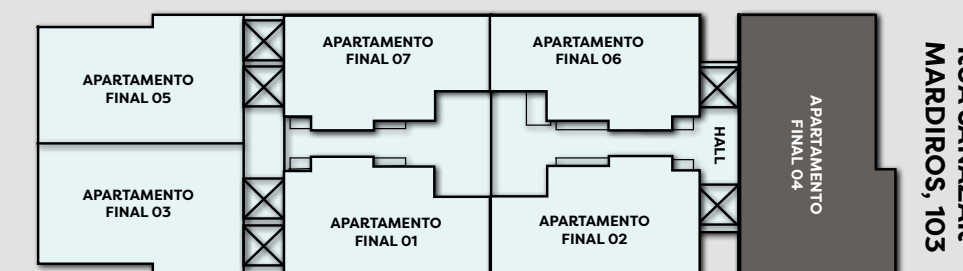 APARTAMENTO
FINAL 05
APARTAMENTO
FINAL 07
APARTAMENTO
FINAL 06
APARTAMENTO
FINAL 04
HALL
APARTAMENTO
FINAL 03
APARTAMENTO
FINAL 01
APARTAMENTO
FINAL 02
MARDIROS, 103